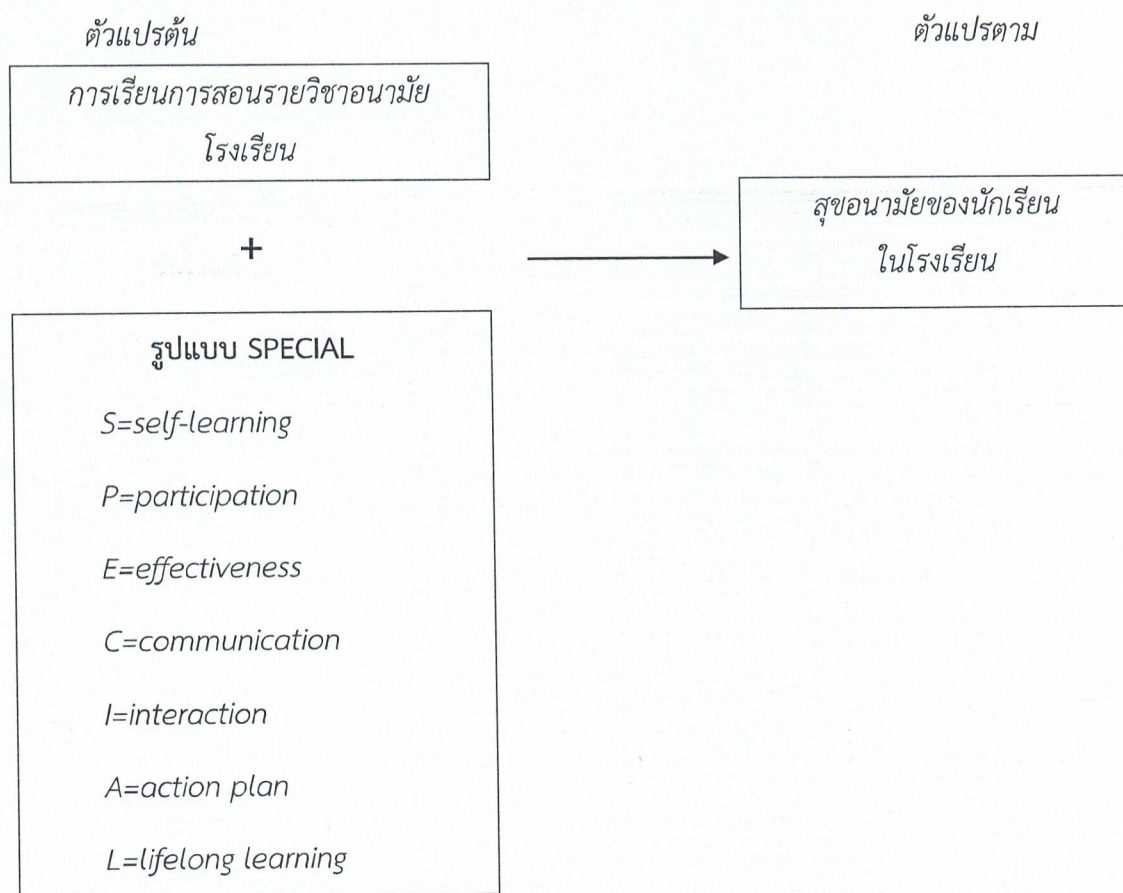 ตัวแปรต้น
ตัวแปรตาม
การเรียนการสอนรายวิชาอนามัย
โรงเรียน
+
สุขอนามัยของนักเรียน
ในโรงเรียน
รูปแบบ SPECIAL
S=self-learning
P=participation
E=effectiveness
C=communication
I=interaction
A=action plan
L=lifelong learning